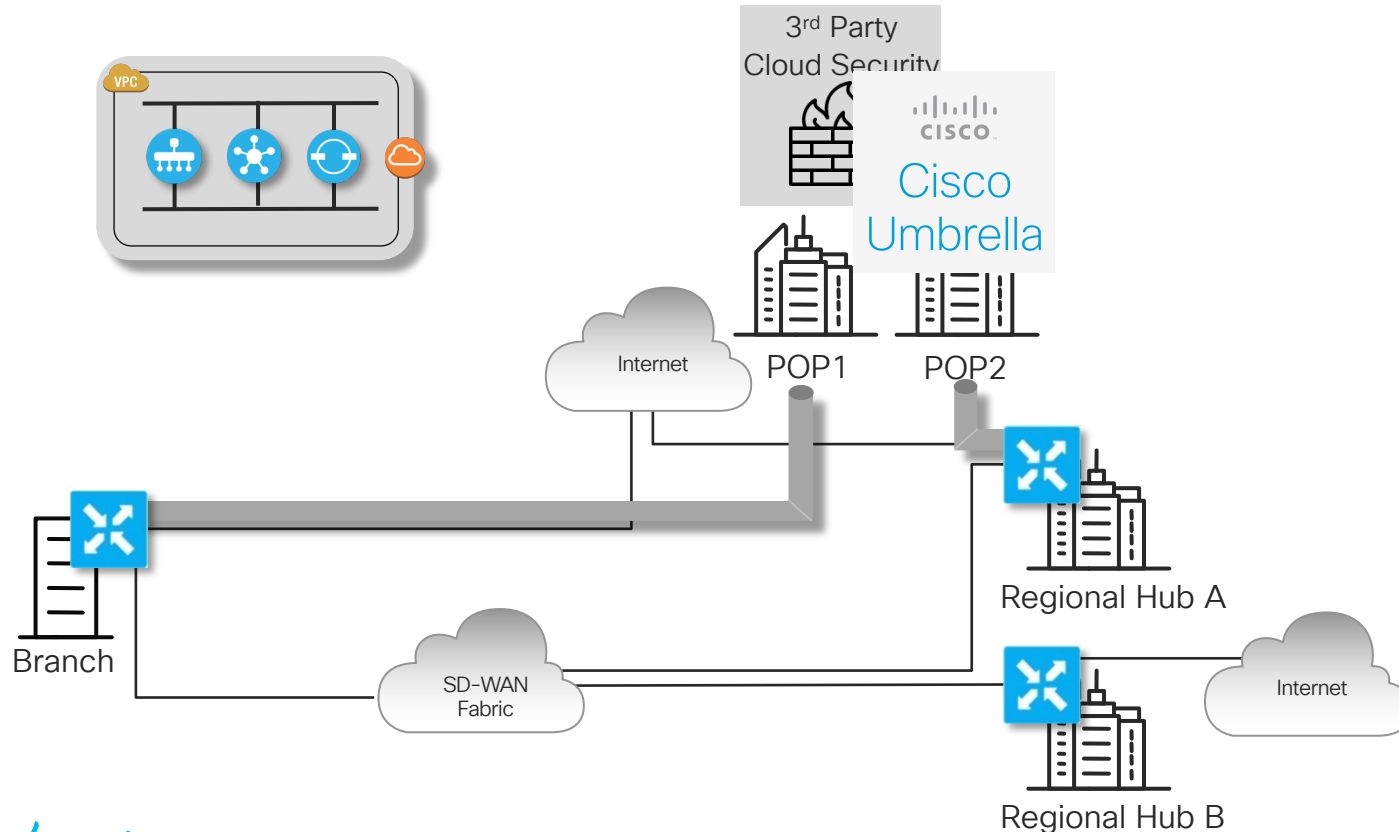 3rd Party
Cloud Security
VPC
CISCO
Cisco
Umbrella
Internet
POP1
POP2
Regional Hub A
Branch
SD-WAN
Fabric
Internet
Regional Hub B